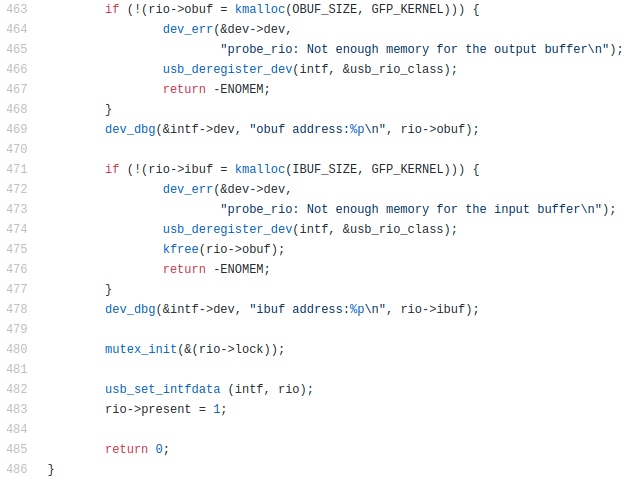 463         if (!(rio->obuf = kmalloc(OBUF_SIZE, GFP_KERNEL))) {
464                 dev_err(&dev->dev,
465                         "probe_rio: Not enough memory for the output buffer\n");
466                 usb_deregister_dev(intf, &usb_rio_class);
467                 return -ENOMEM;
468         }
469         dev_dbg(&intf->dev, "obuf address:%p\n", rio->obuf);
470
471         if (!(rio->ibuf = kmalloc(IBUF_SIZE, GFP_KERNEL))) {
472                 dev_err(&dev->dev,
473                         "probe_rio: Not enough memory for the input buffer\n");
474                 usb_deregister_dev(intf, &usb_rio_class);
475                 kfree(rio->obuf);
476                 return -ENOMEM;
477         }
478         dev_dbg(&intf->dev, "ibuf address:%p\n", rio->ibuf);
479
480         mutex_init(&(rio->lock));
481
482         usb_set_intfdata (intf, rio);
483         rio->present = 1;
484
485         return 0;
486 }